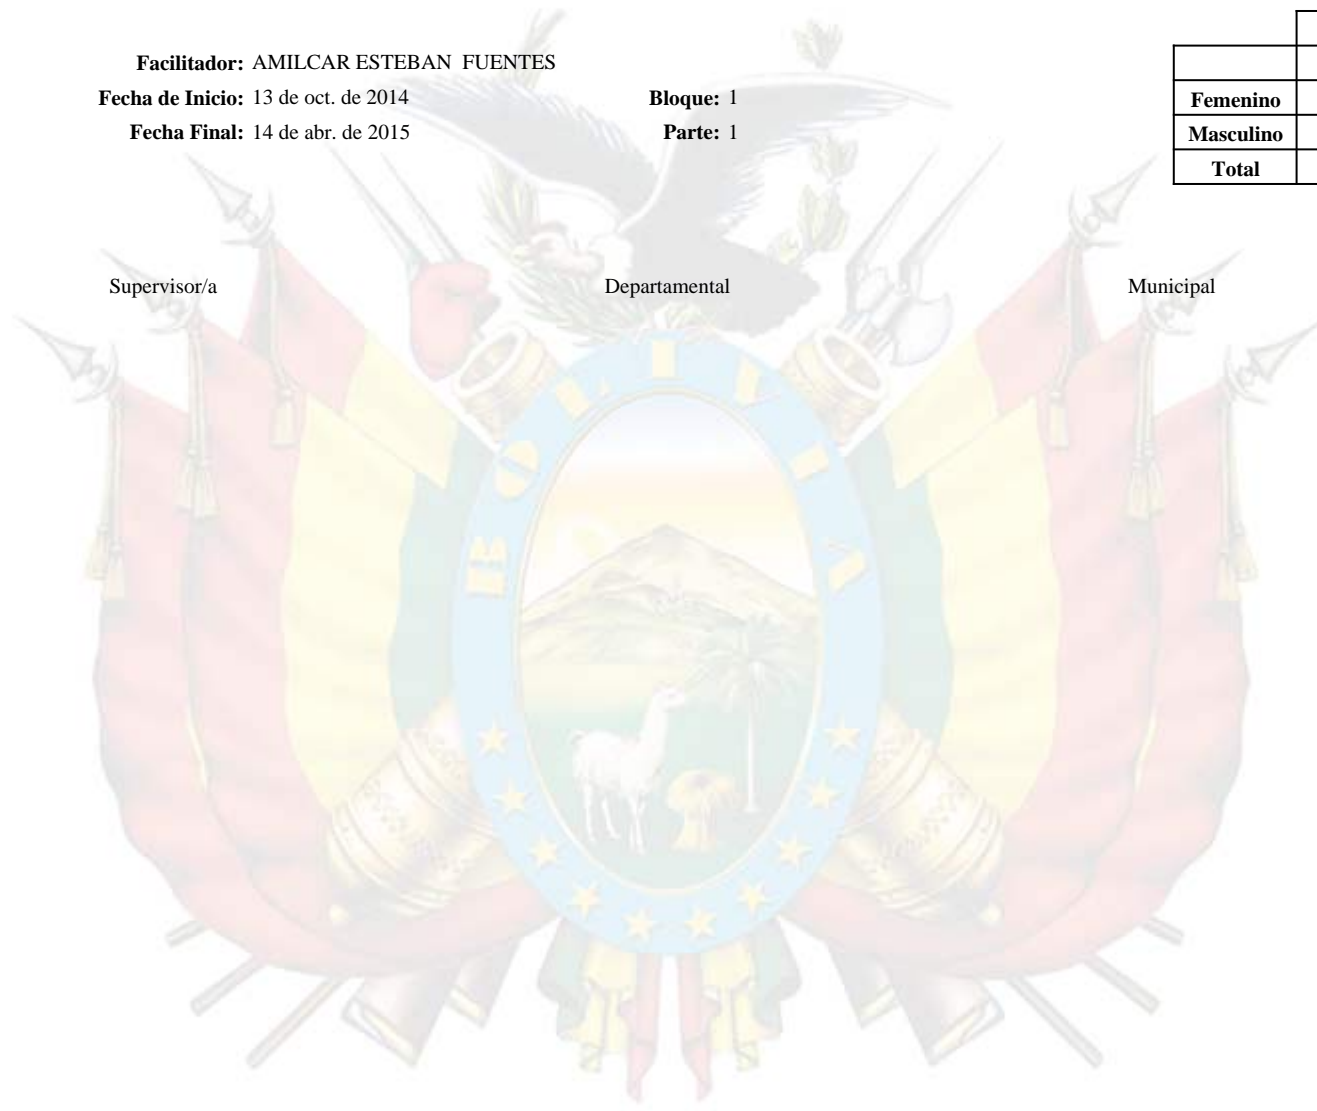 Facilitador: AMILCAR ESTEBAN FUENTES
Fecha de Inicio: 13 de oct. de 2014 Bloque: 1
Fecha Final: 14 de abr. de 2015 Parte: 1
Femenino
Masculino
Total
Supervisor/a Departamental Municipal
BOLIVIA